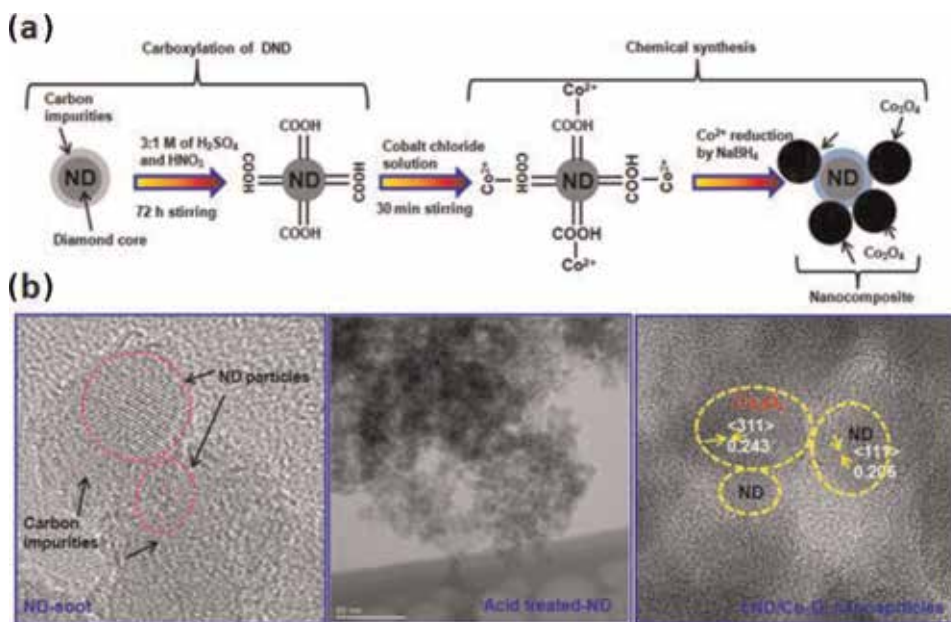 (a)
Carboxylation of DND
Chemical synthesis
Carbon
impurities
ND
Diamond core
3:1 M of H₂SO₄
and HNO₃
72 h stirring
COOH
COOH
ND
COOH
COOH
Cobalt chloride
solution
30 min stirring
Co²⁺
COOH
Co²⁺
COOH
ND
COOH
Co²⁺
COOH
Co²⁺
Co²⁺ reduction
by NaBH₄
Co₃O₄
ND
Co₃O₄
Nanocomposite
(b)
ND particles
Carbon
impurities
ND-soot
Acid treated-ND
<311>
0.243
ND
ND
<111>
0.206